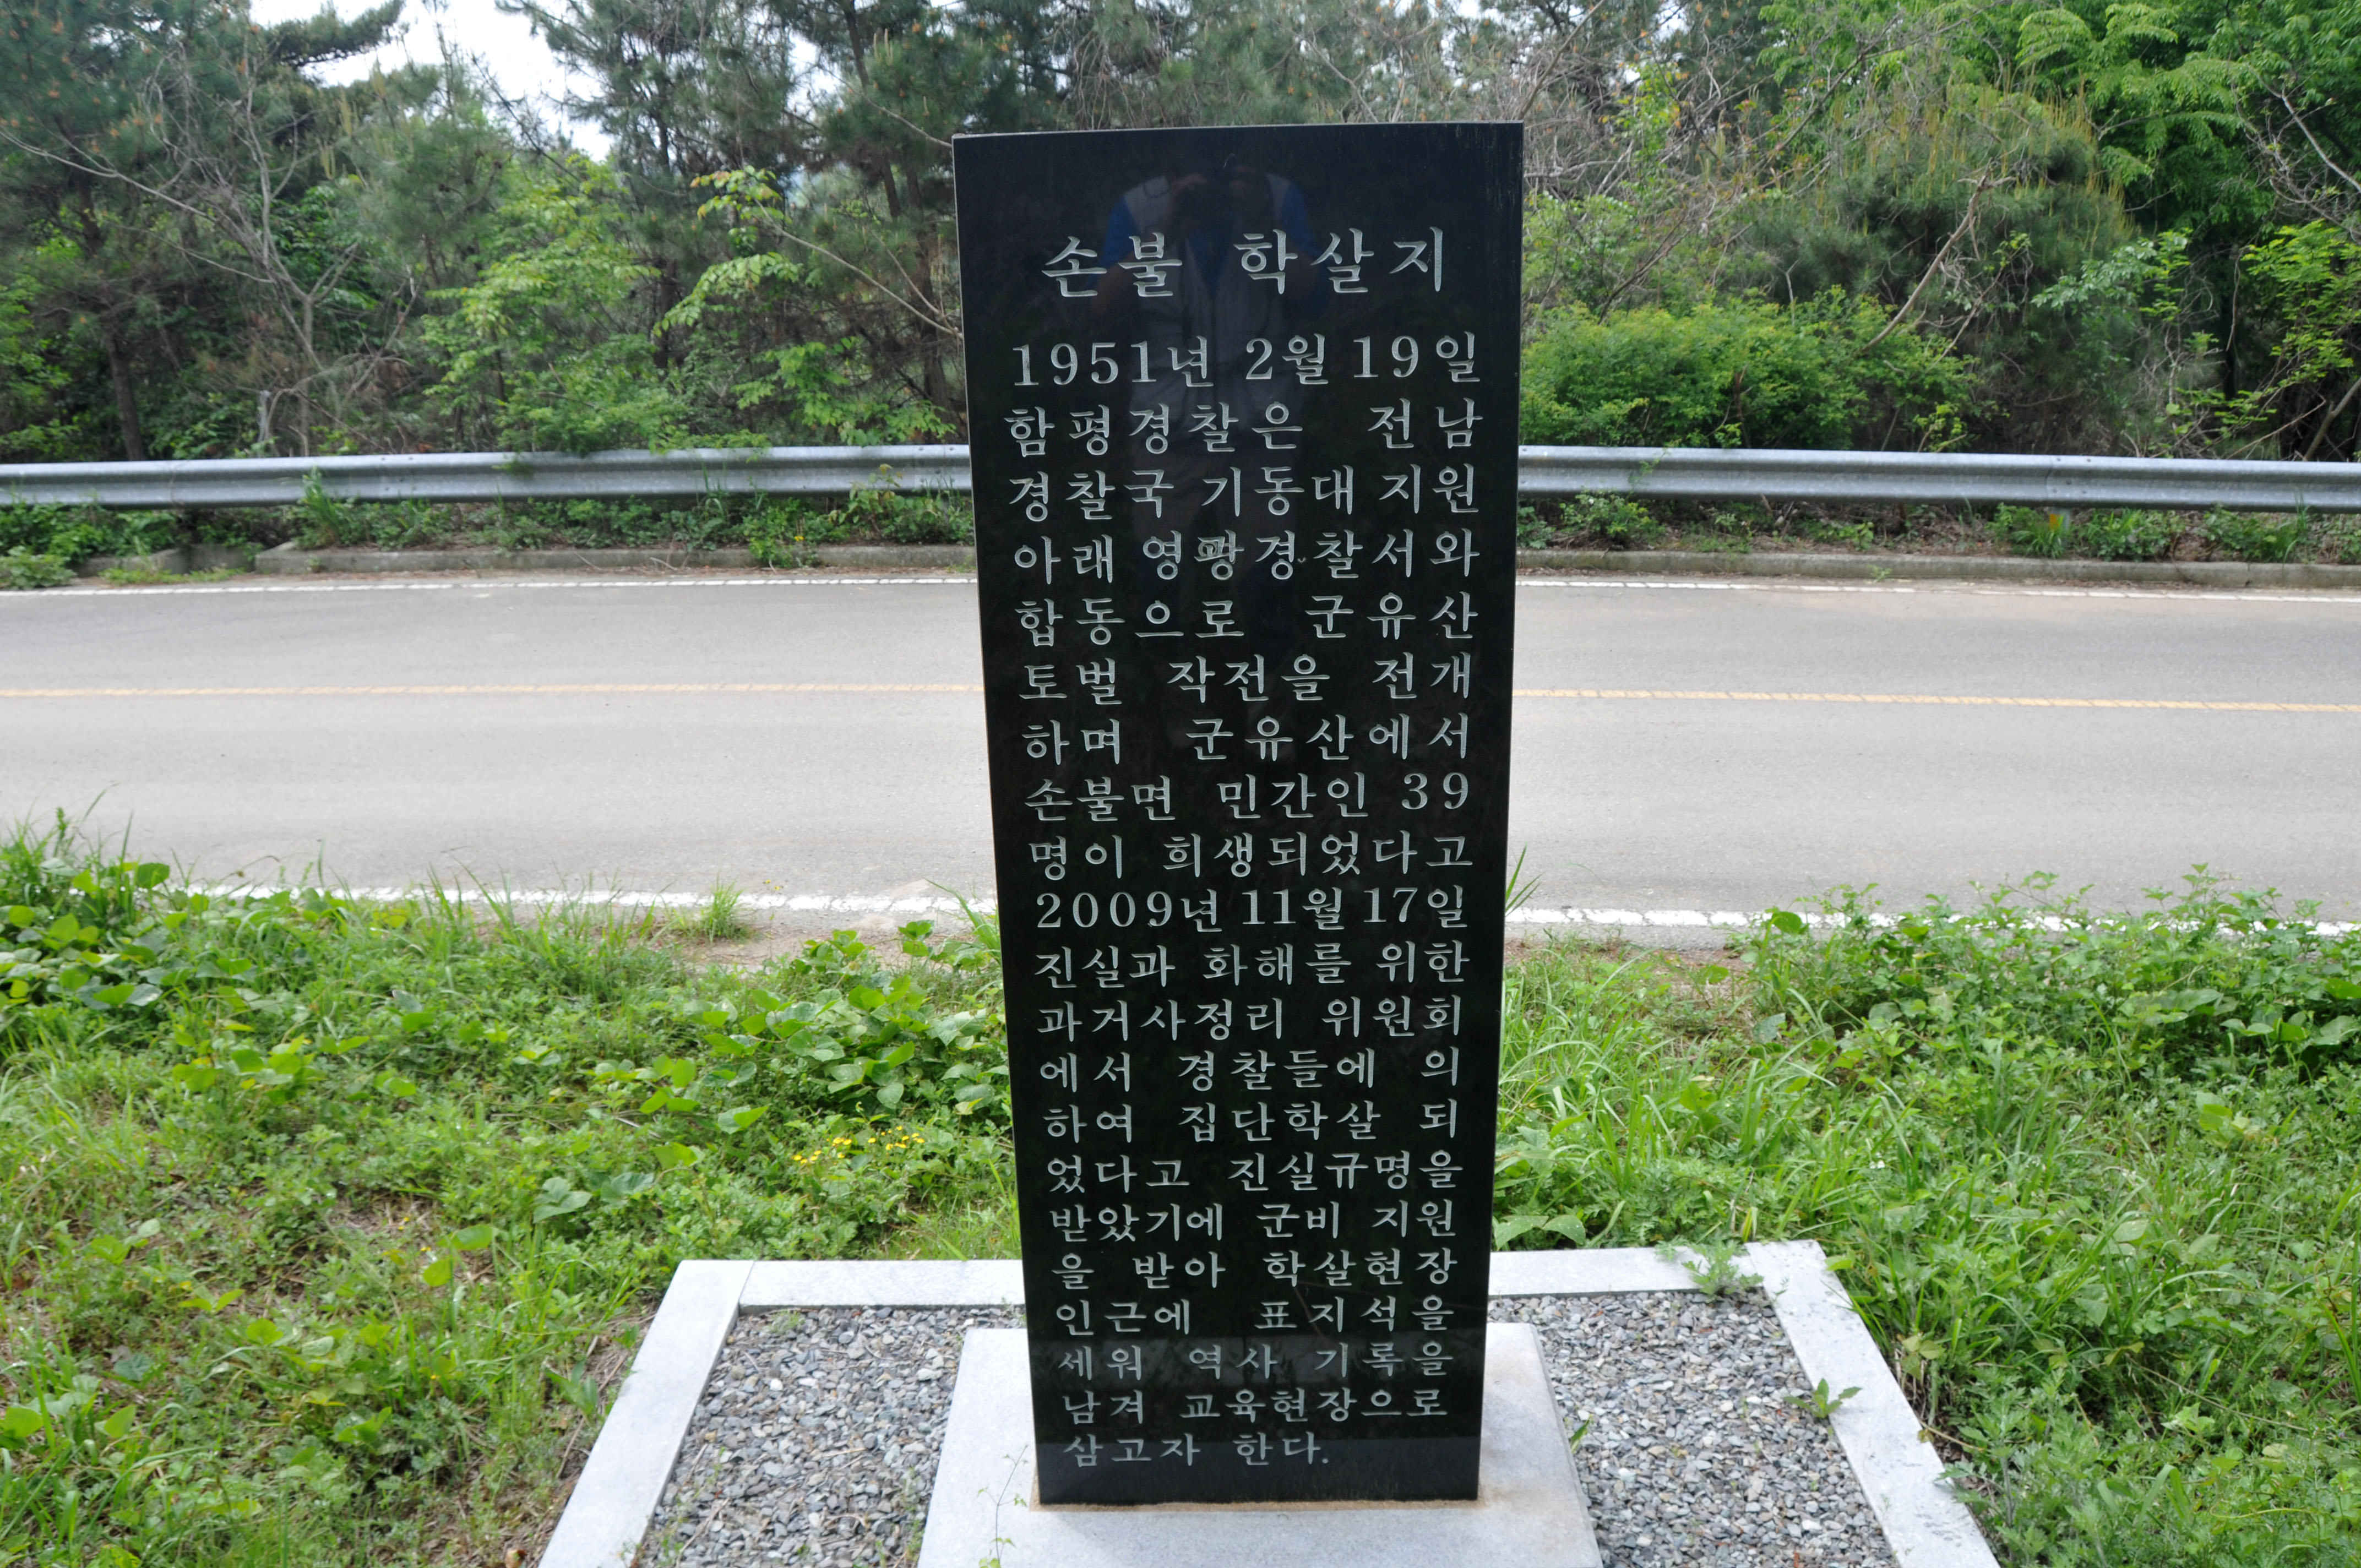 손불 학살지
1951년 2월 19일
함평경찰은 전남
경찰국 기동대 지원
아래 영광경찰서와
합동으로 군유산
토벌 작전을 전개
하며 군유산에서
손불면 민간인 39
명이 희생되었다고
2009년 11월 17일
진실과 화해를 위한
과거사정리 위원회
에서 경찰들에 의
하여 집단학살 되
었다고 진실규명을
받았기에 군비 지원
을 받아 학살현장
인근에 표지석을
세워 역사 기록을
남겨 교육현장으로
삼고자 한다.